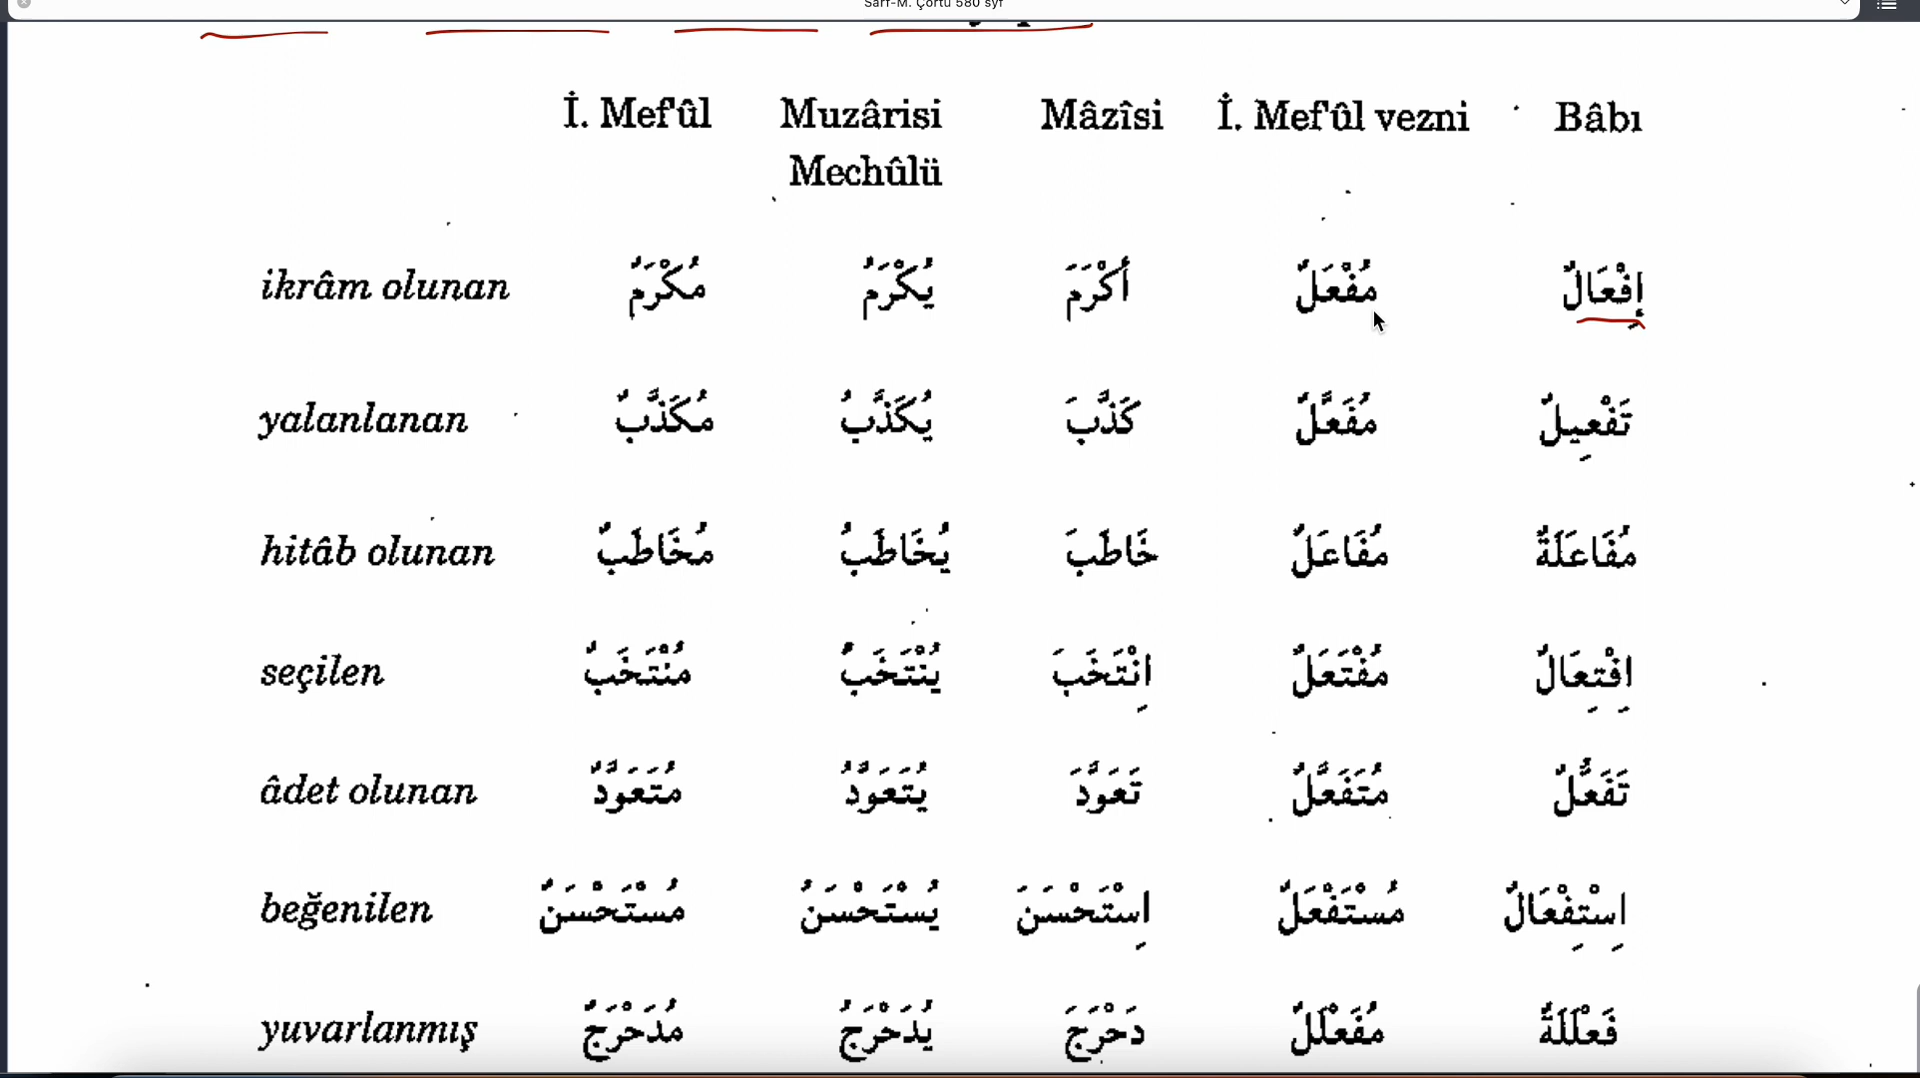 Sarf-M. Çörtü 580 syf
İ. Mef'ûl Muzârisi Mâzîsi İ. Mef'ûl vezni Bâbı
Mechûlü
ikrâm olunan مُكْرَمٌ يُكْرَمُ أَكْرَمَ مُفْعَلٌ إِفْعَالٌ
yalanlanan مُكَذَّبٌ يُكَذَّبُ كَذَّبَ مُفَعَّلٌ تَفْعِيلٌ
hitâb olunan مُخَاطَبٌ يُخَاطَبُ خَاطَبَ مُفَاعَلٌ مُفَاعَلَةٌ
seçilen مُنْتَخَبٌ يُنْتَخَبُ اِنْتَخَبَ مُفْتَعَلٌ اِفْتِعَالٌ
âdet olunan مُتَعَوَّدٌ يُتَعَوَّدُ تَعَوَّدَ مُتَفَعَّلٌ تَفَعُّلٌ
beğenilen مُسْتَحْسَنٌ يُسْتَحْسَنُ اِسْتَحْسَنَ مُسْتَفْعَلٌ اِسْتِفْعَالٌ
yuvarlanmış مُدَحْرَجٌ يُدَحْرَجُ دَحْرَجَ مُفَعْلَلٌ فَعْلَلَةٌ